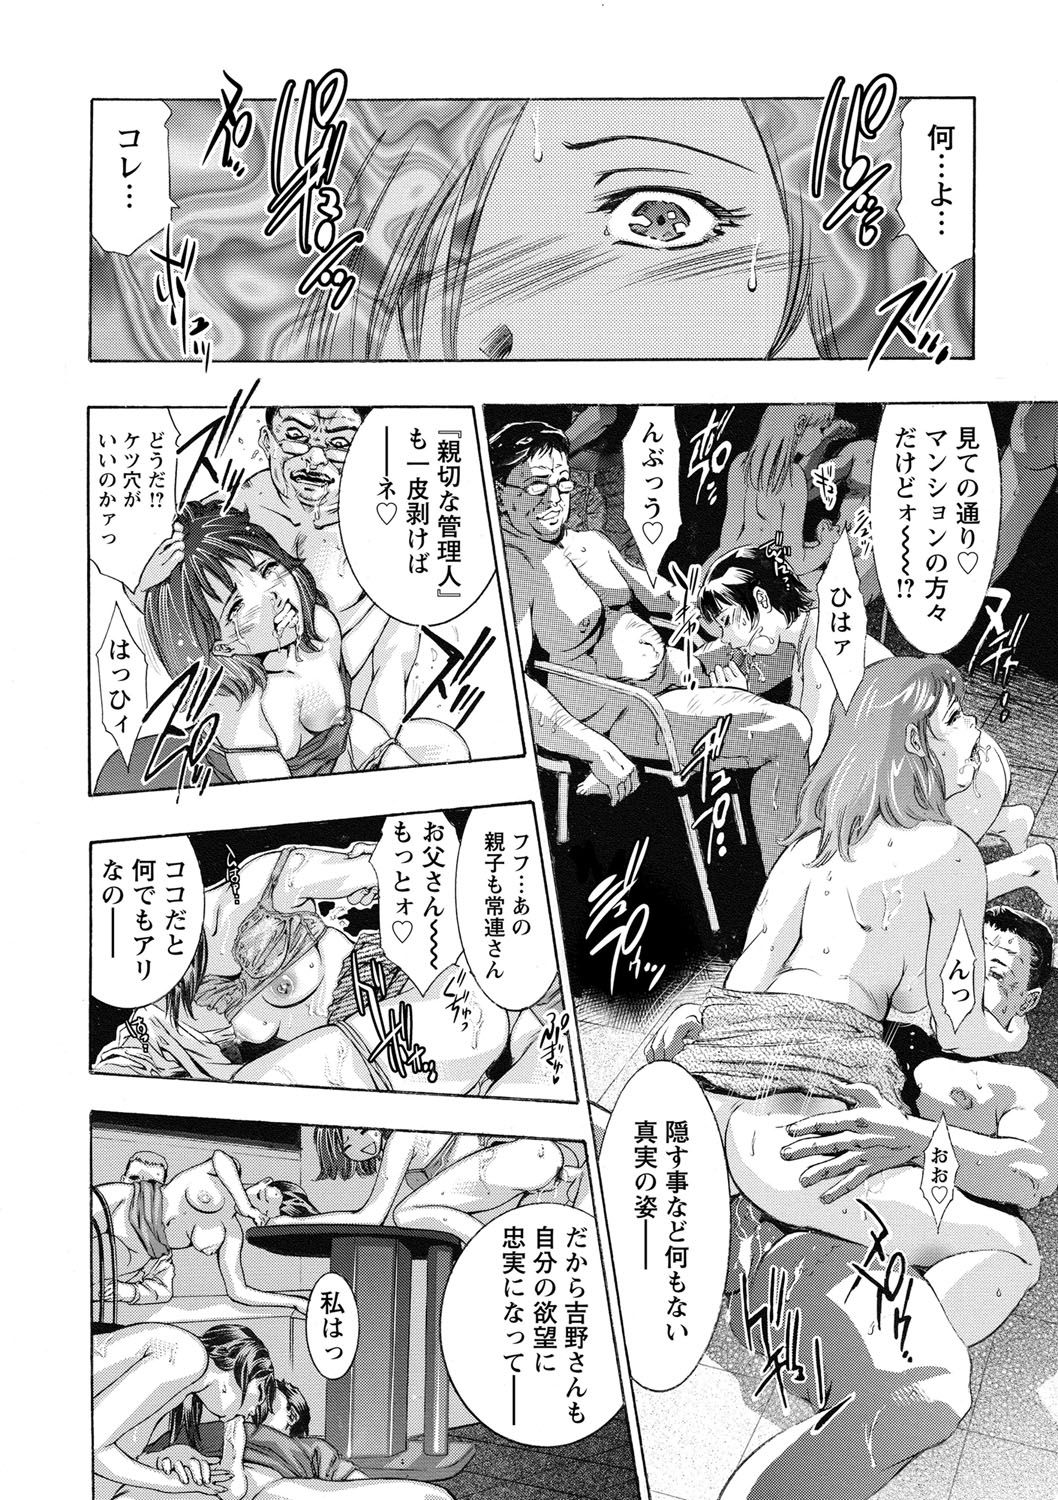 何…よ…
コレ…
見ての通り♡
マンションの方々
だけどォ～～!?
んぶっう♡
ひはァ
んっ
おお♡
隠す事など何もない
真実の姿――
『親切な管理人』
も一皮剥けば
――ネ♡
どうだ!?
ケツ穴が
いいのかァっ
はっひィ
フフ…あの
親子も常連さん
お父さん～～
もっとォ♡
ココだと
何でもアリ
なの――
だから吉野さんも
自分の欲望に
忠実になって――
私はっ